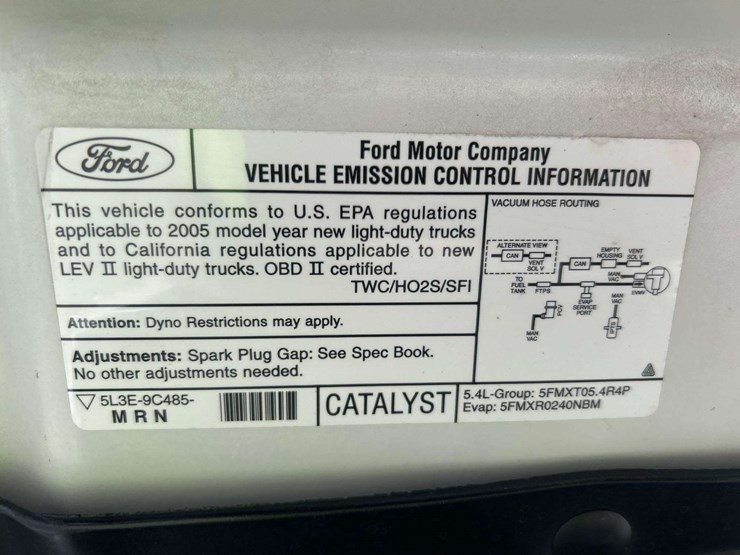 Ford
Ford Motor Company
VEHICLE EMISSION CONTROL INFORMATION
This vehicle conforms to U.S. EPA regulations
applicable to 2005 model year new light-duty trucks
and to California regulations applicable to new
LEV II light-duty trucks. OBD II certified.
TWC/HO2S/SFI
Attention: Dyno Restrictions may apply.
Adjustments: Spark Plug Gap: See Spec Book.
No other adjustments needed.
VACUUM HOSE ROUTING
ALTERNATE VIEW
CAN
VENT
SOL V
EMPTY
HOUSING
VENT
SOL V
CAN
MAN
VAC
TO
FUEL
TANK
FTPS
EVMV
EVAP
SERVICE
PORT
MAN
VAC
PCV
MAN
VAC
5L3E-9C485-
MRN
CATALYST
5.4L-Group: 5FMXT05.4R4P
Evap: 5FMXR0240NBM